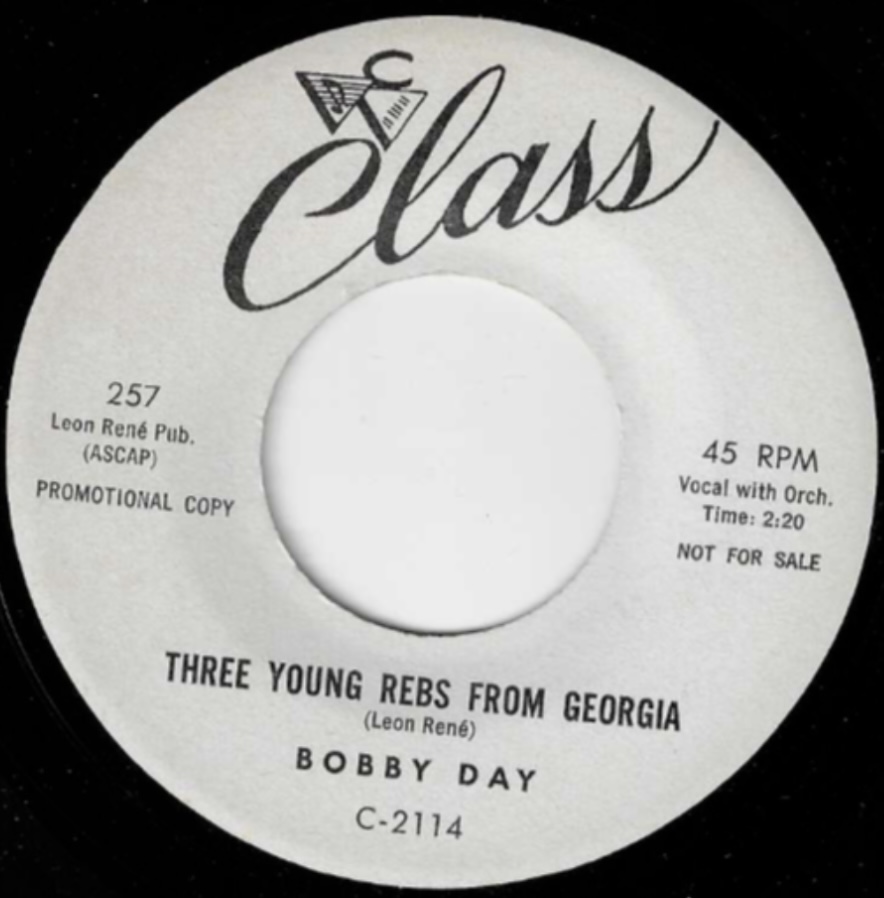 Class
257
Leon René Pub.
(ASCAP)
PROMOTIONAL COPY
45 RPM
Vocal with Orch.
Time: 2:20
NOT FOR SALE
THREE YOUNG REBS FROM GEORGIA
(Leon René)
BOBBY DAY
C-2114